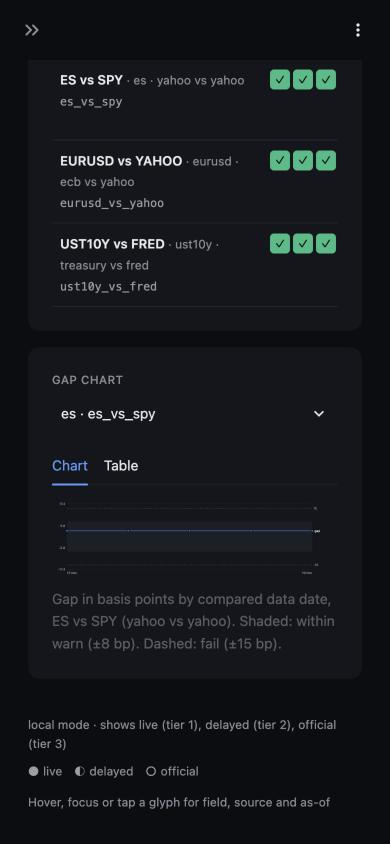 ES vs SPY · es · yahoo vs yahoo
es_vs_spy
EURUSD vs YAHOO · eurusd ·
ecb vs yahoo
eurusd_vs_yahoo
UST10Y vs FRED · ust10y ·
treasury vs fred
ust10y_vs_fred
GAP CHART
es · es_vs_spy
Chart Table
gap
Gap in basis points by compared data date,
ES vs SPY (yahoo vs yahoo). Shaded: within
warn (±8 bp). Dashed: fail (±15 bp).
local mode · shows live (tier 1), delayed (tier 2), official
(tier 3)
live delayed official
Hover, focus or tap a glyph for field, source and as-of